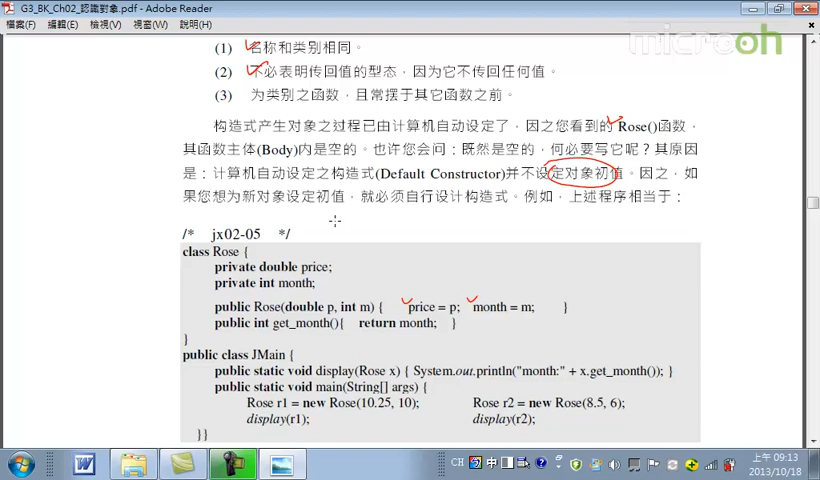 G3_BK_Ch02_認識對象.pdf - Adobe Reader
檔案(F) 編輯(E) 檢視(V) 視窗(W) 說明(H)
microoh
(1) 名称和类别相同。
(2) 不必表明传回值的型态，因为它不传回任何值。
(3) 为类别之函数，且常摆于其它函数之前。
构造式产生对象之过程已由计算机自动设定了，因之您看到的 Rose()函数，
其函数主体(Body)内是空的。也许您会问：既然是空的，何必要写它呢？其原因
是：计算机自动设定之构造式(Default Constructor)并不设定对象初值。因之，如
果您想为新对象设定初值，就必须自行设计构造式。例如，上述程序相当于：
/* jx02-05 */
class Rose {
private double price;
private int month;
public Rose(double p, int m) { price = p; month = m; }
public int get_month(){ return month; }
}
public class JMain {
public static void display(Rose x) { System.out.println("month:" + x.get_month()); }
public static void main(String[] args) {
Rose r1 = new Rose(10.25, 10); Rose r2 = new Rose(8.5, 6);
display(r1); display(r2);
}}
CH 中
上午 09:13
2013/10/18